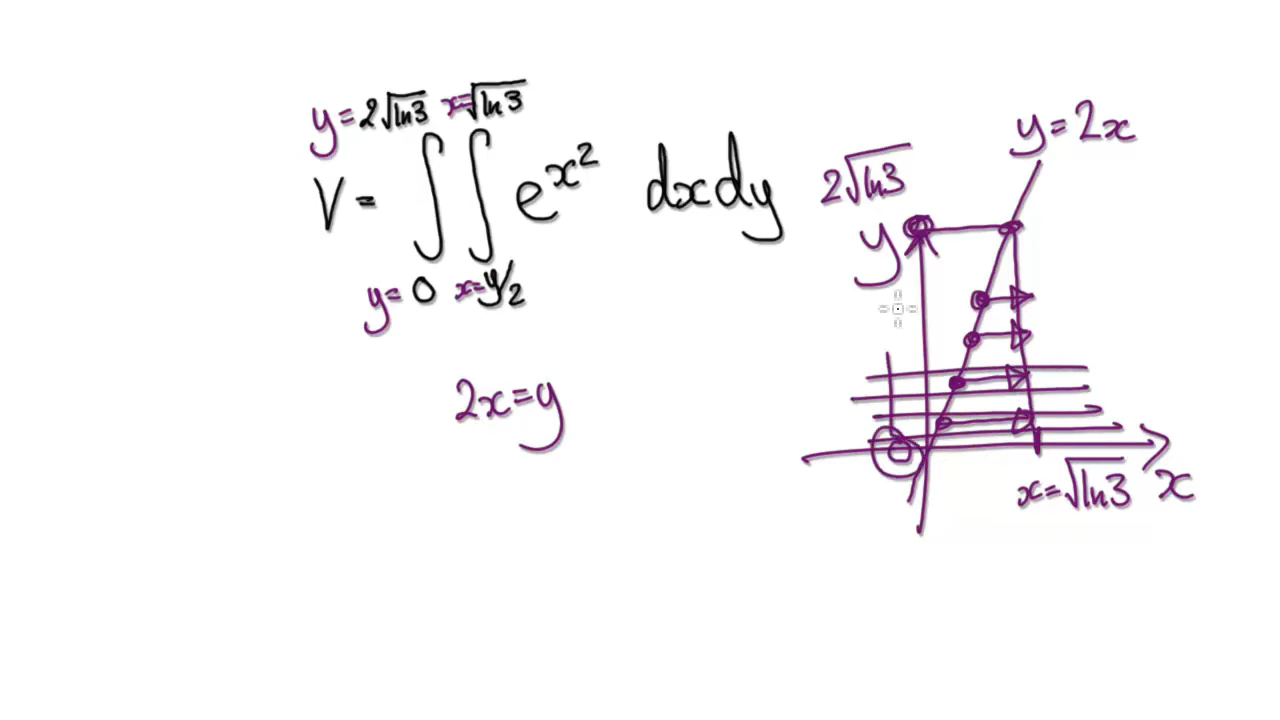 y=2√ln3 x=√ln3
V= ∫∫ e^x² dxdy
y=0 x=y/2
2x=y
y=2x
2√ln3
y
x=√ln3 x